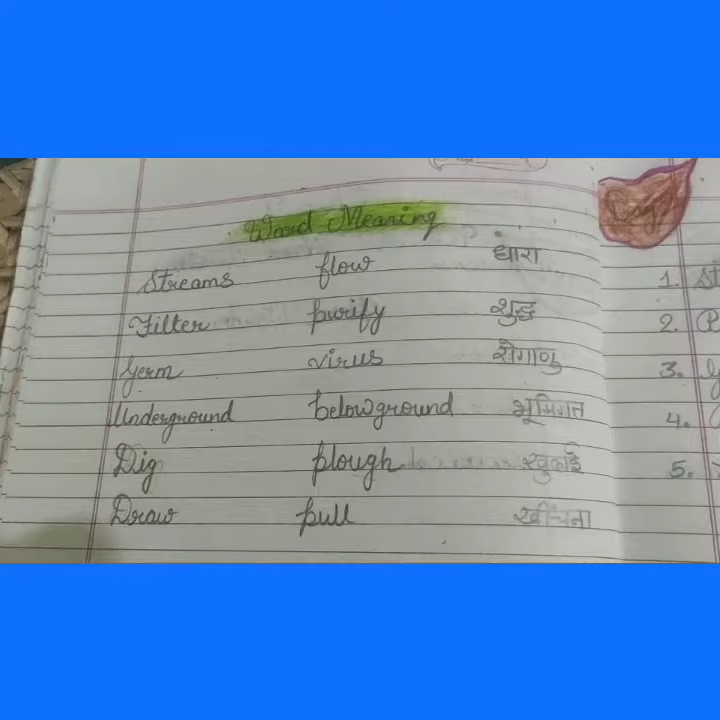 Word Meaning
Streams flow धारा
Filter purify शुद्ध
Germ virus रोगाणु
Underground belowground भूमिगत
Dig plough खुदाई
Draw pull खींचना
1. St
2. P
3. g
4.
5.